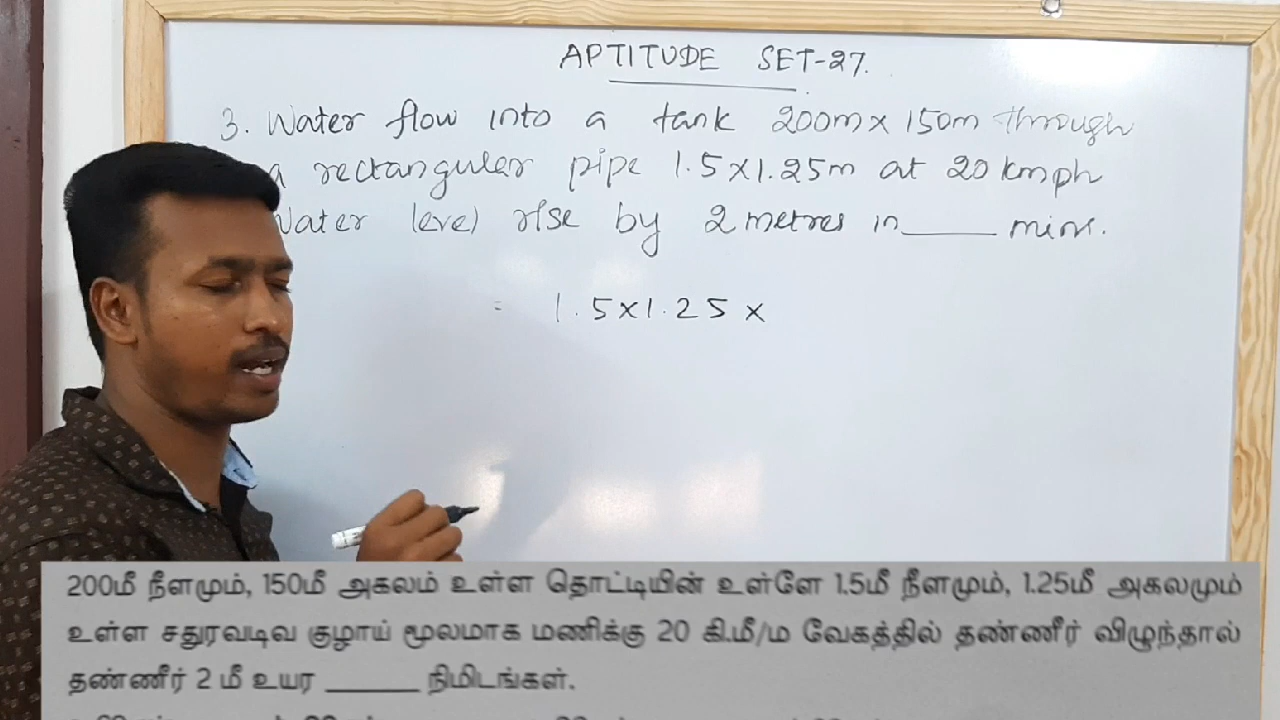 APTITUDE SET-27.
3. Water flow into a tank 200m x 150m through
a rectangular pipe 1.5x1.25m at 20 kmph
Water level rise by 2 metres in____ mins.
= 1.5x1.25 x
200மீ நீளமும், 150மீ அகலம் உள்ள தொட்டியின் உள்ளே 1.5மீ நீளமும், 1.25மீ அகலமும்
உள்ள சதுரவடிவ குழாய் மூலமாக மணிக்கு 20 கி.மீ/ம வேகத்தில் தண்ணீர் விழுந்தால்
தண்ணீர் 2 மீ உயர ______ நிமிடங்கள்.